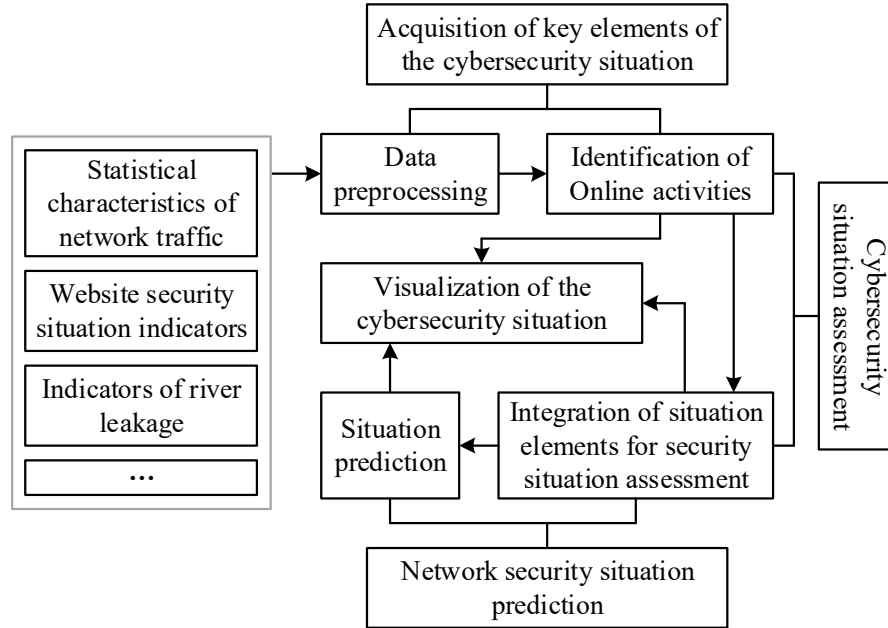 Acquisition of key elements of
the cybersecurity situation
Statistical
characteristics of
network traffic
Website security
situation indicators
Indicators of river
leakage
...
Data
preprocessing
Identification of
Online activities
Visualization of the
cybersecurity situation
Situation
prediction
Integration of situation
elements for security
situation assessment
Cybersecurity
situation assessment
Network security situation
prediction